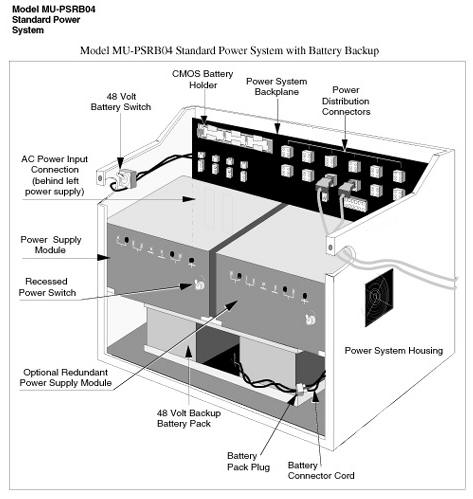 Model MU-PSRB04
Standard Power
System
Model MU-PSRB04 Standard Power System with Battery Backup
CMOS Battery
Holder
Power System
Backplane
Power
Distribution
Connectors
48 Volt
Battery Switch
AC Power Input
Connection
(behind left
power supply)
Power Supply
Module
Recessed
Power Switch
Optional Redundant
Power Supply Module
48 Volt Backup
Battery Pack
Battery
Pack Plug
Battery
Connector Cord
Power System Housing